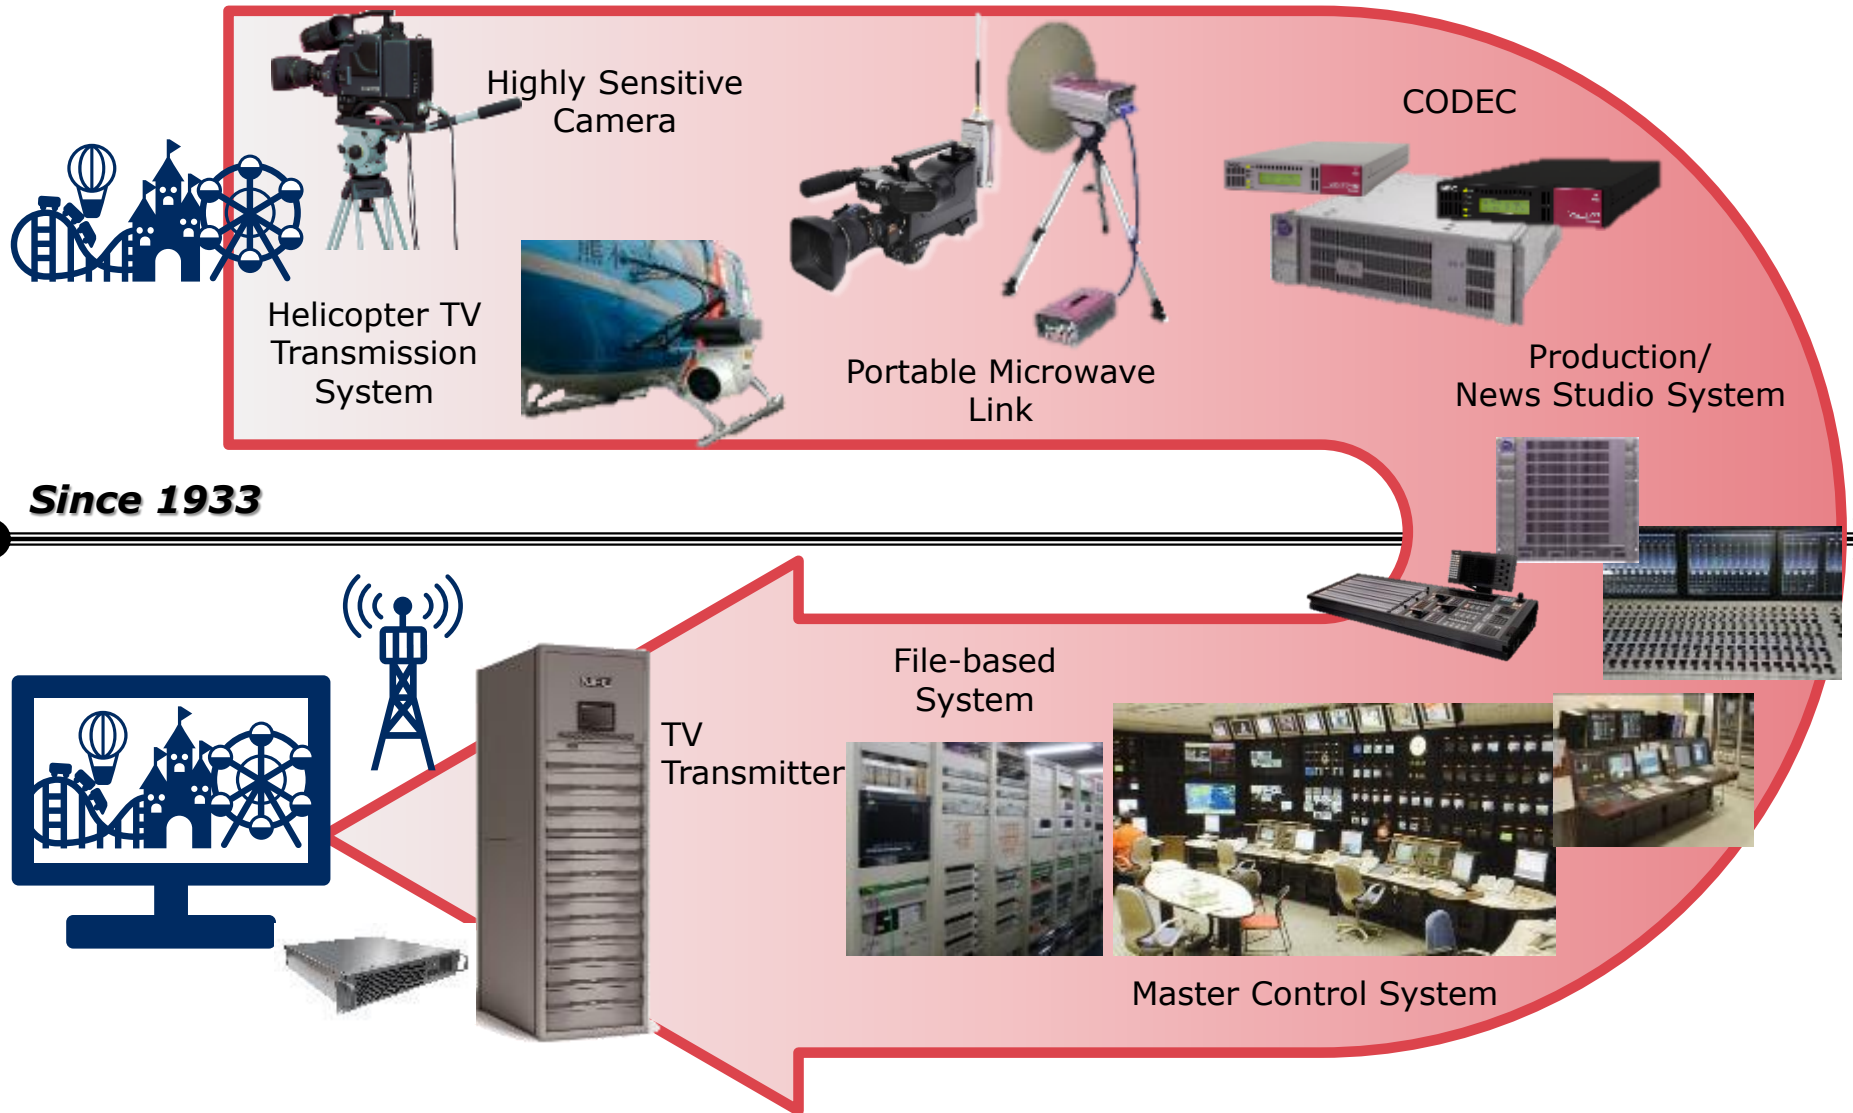 Highly Sensitive
Camera
CODEC
Helicopter TV
Transmission
System
Portable Microwave
Link
Production/
News Studio System
Since 1933
File-based
System
TV
Transmitter
NEC
Master Control System